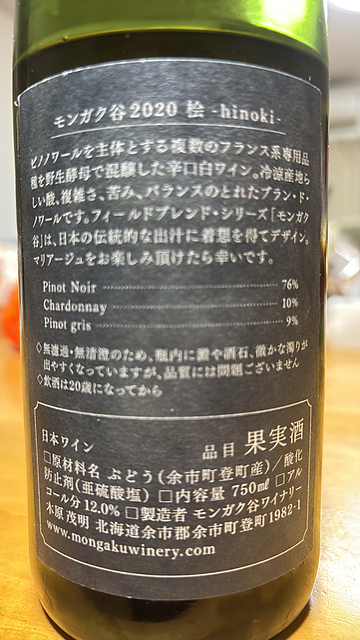 モンガク谷2020 桧 -hinoki-
ピノノワールを主体とする複数のフランス系専用品
種を野生酵母で混醸した辛口白ワイン。冷涼産地ら
しい酸、複雑さ、苦み、バランスのとれたブラン・ド・
ノワールです。フィールドブレンド・シリーズ「モンガク
谷」は、日本の伝統的な出汁に着想を得てデザイン。
マリアージュをお楽しみ頂けたら幸いです。
Pinot Noir 76%
Chardonnay 10%
Pinot gris 9%
◇無濾過・無清澄のため、瓶内に澱や酒石、微かな濁りが
出やすくなっていますが、品質には問題ございません
◇飲酒は20歳になってから
日本ワイン 品目 果実酒
□原材料名 ぶどう(余市町登町産)/酸化
防止剤(亜硫酸塩) □内容量 750㎖ □アル
コール分 12.0% □製造者 モンガク谷ワイナリー
木原 茂明 北海道余市郡余市町登町1982-1
www.mongakuwinery.com